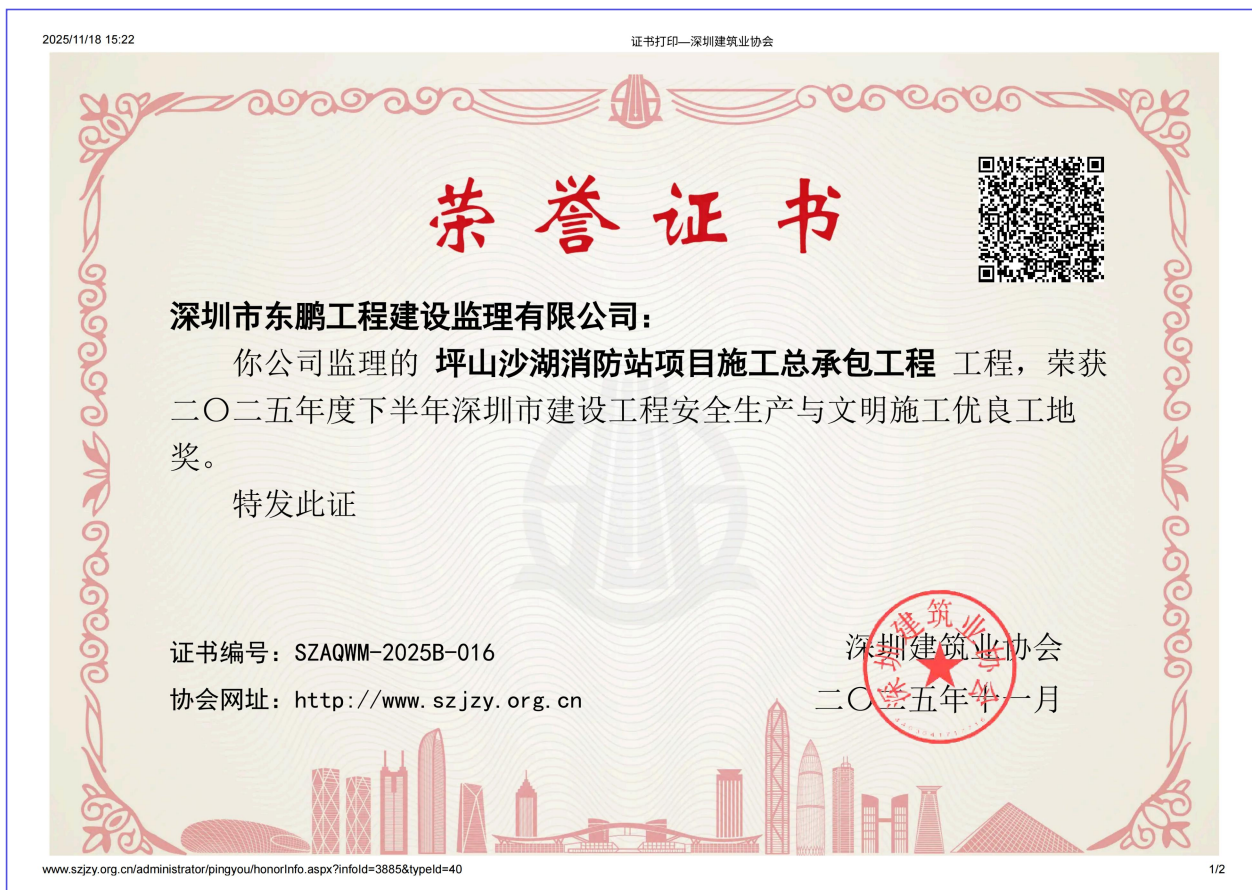 2025/11/18 15:22
证书打印—深圳建筑业协会
荣誉证书
深圳市东鹏工程建设监理有限公司：
你公司监理的 坪山沙湖消防站项目施工总承包工程 工程，荣获
二〇二五年度下半年深圳市建设工程安全生产与文明施工优良工地
奖。
特发此证
证书编号：SZAQWM-2025B-016
深圳建筑业协会
协会网址：http://www.szjzy.org.cn
二〇二五年十一月
深圳建筑业协会
www.szjzy.org.cn/administrator/pingyou/honorInfo.aspx?infoId=3885&typeId=40
1/2